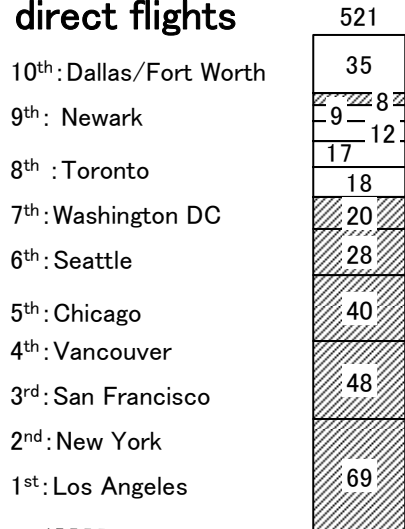 direct flights
521
10th:Dallas/Fort Worth
35
8
9th: Newark
9
12
17
8th :Toronto
18
7th:Washington DC
20
6th:Seattle
28
5th:Chicago
40
4th:Vancouver
3rd:San Francisco
48
2nd:New York
1st:Los Angeles
69